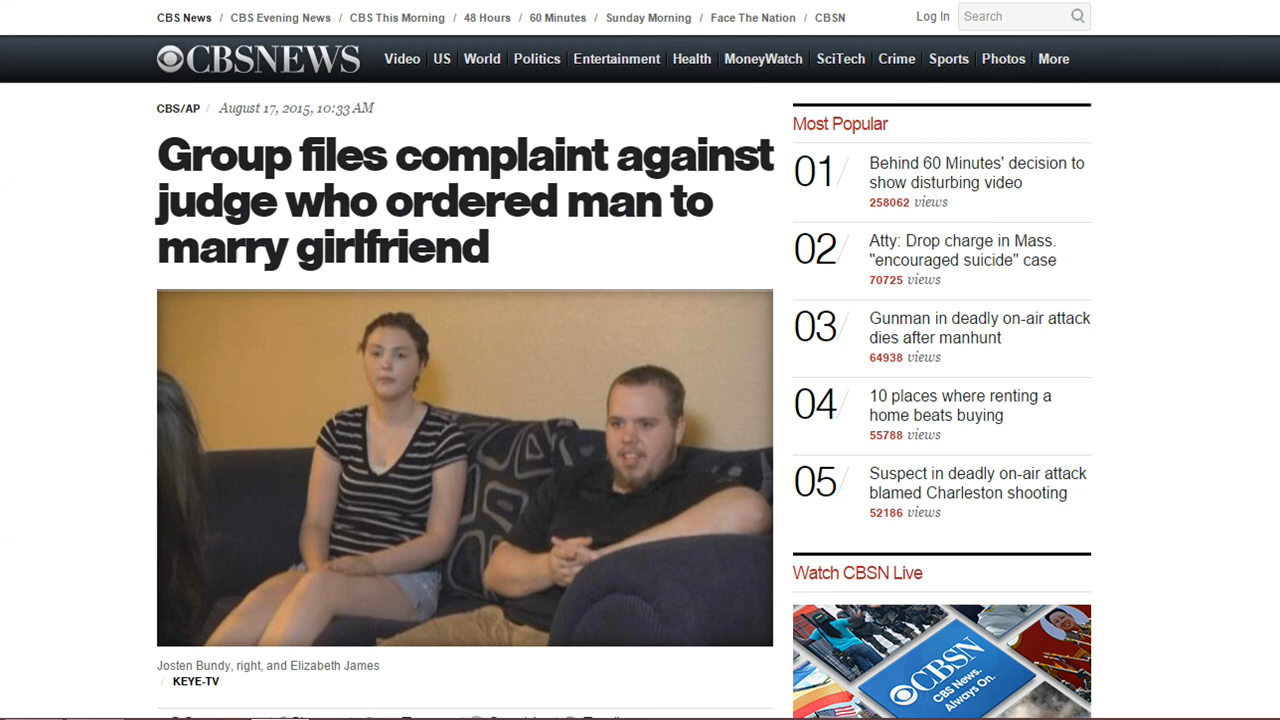 CBS News / CBS Evening News / CBS This Morning / 48 Hours / 60 Minutes / Sunday Morning / Face The Nation / CBSN
Log In
Search
CBSNEWS
Video US World Politics Entertainment Health MoneyWatch SciTech Crime Sports Photos More
CBS/AP / August 17, 2015, 10:33 AM
Group files complaint against
judge who ordered man to
marry girlfriend
Josten Bundy, right, and Elizabeth James
/ KEYE-TV
Most Popular
01/ Behind 60 Minutes' decision to
show disturbing video
258062 views
02/ Atty: Drop charge in Mass.
"encouraged suicide" case
70725 views
03/ Gunman in deadly on-air attack
dies after manhunt
64938 views
04/ 10 places where renting a
home beats buying
55788 views
05/ Suspect in deadly on-air attack
blamed Charleston shooting
52186 views
Watch CBSN Live
CBSN
CBS News.
Always On.